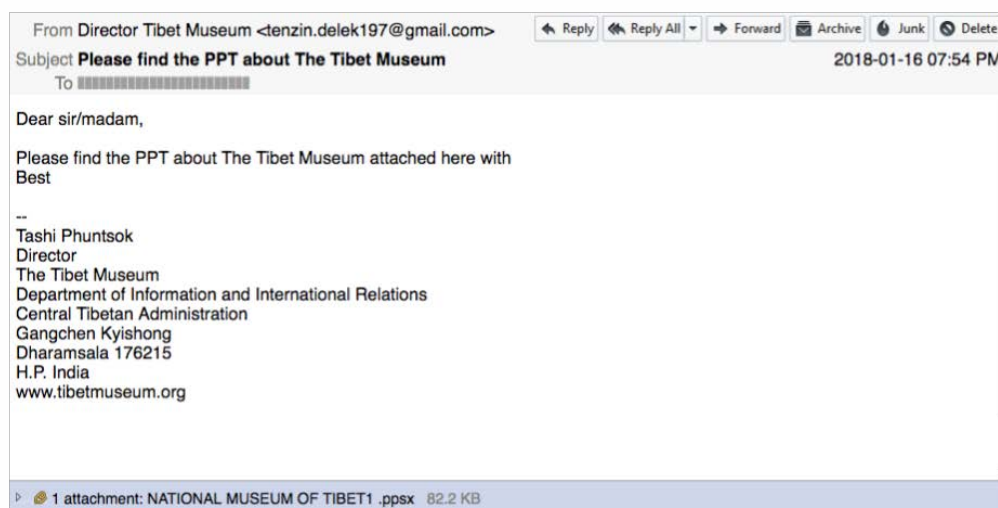 From Director Tibet Museum <tenzin.delek197@gmail.com>
Reply Reply All Forward Archive Junk Delete
Subject Please find the PPT about The Tibet Museum
2018-01-16 07:54 PM
To
Dear sir/madam,
Please find the PPT about The Tibet Museum attached here with
Best
--
Tashi Phuntsok
Director
The Tibet Museum
Department of Information and International Relations
Central Tibetan Administration
Gangchen Kyishong
Dharamsala 176215
H.P. India
www.tibetmuseum.org
1 attachment: NATIONAL MUSEUM OF TIBET1 .ppsx 82.2 KB